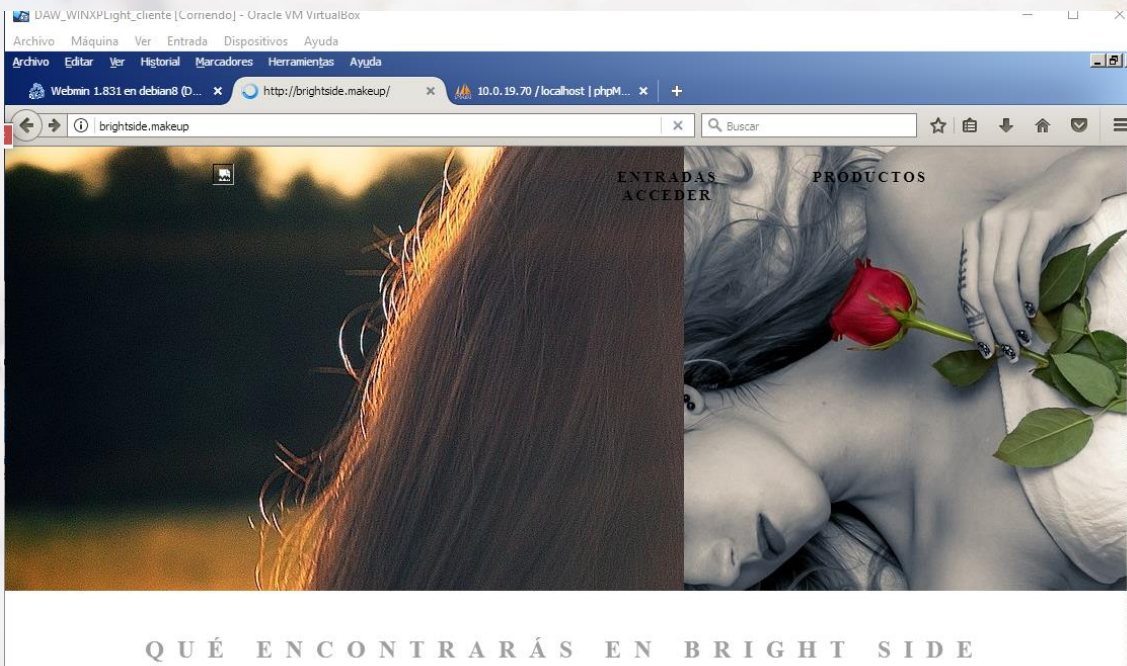 DAW_WINXPLight_cliente [Corriendo] - Oracle VM VirtualBox
Archivo Máquina Ver Entrada Dispositivos Ayuda
Archivo Editar Ver Historial Marcadores Herramientas Ayuda
Webmin 1.831 en debian8 (D... http://brightside.makeup/ 10.0.19.70 / localhost | phpM...
brightside.makeup Buscar
ENTRADAS PRODUCTOS
ACCEDER
QUÉ ENCONTRARÁS EN BRIGHT SIDE